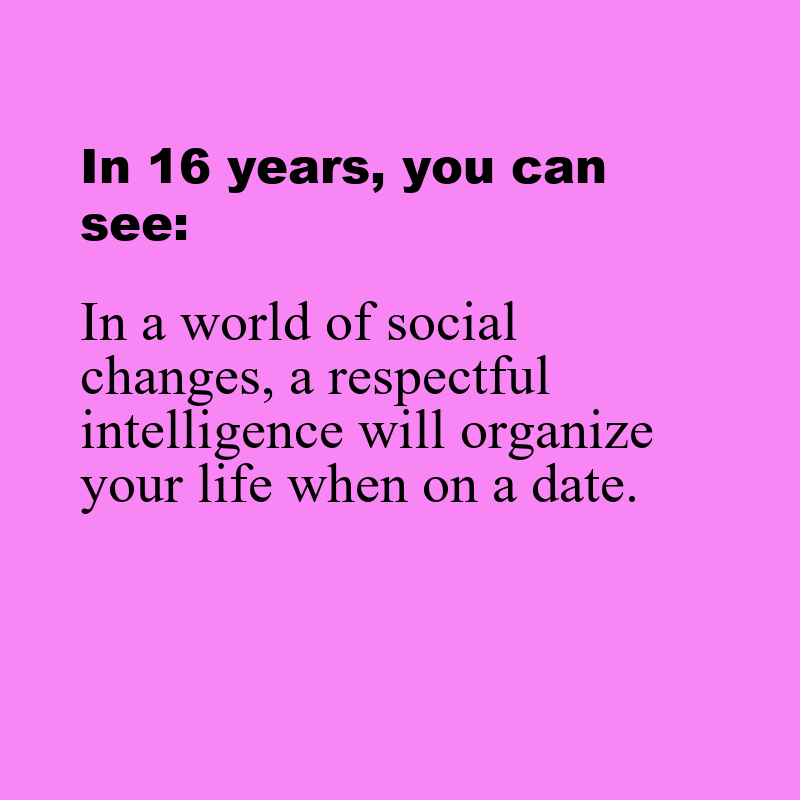 In 16 years, you can
see:
In a world of social
changes, a respectful
intelligence will organize
your life when on a date.